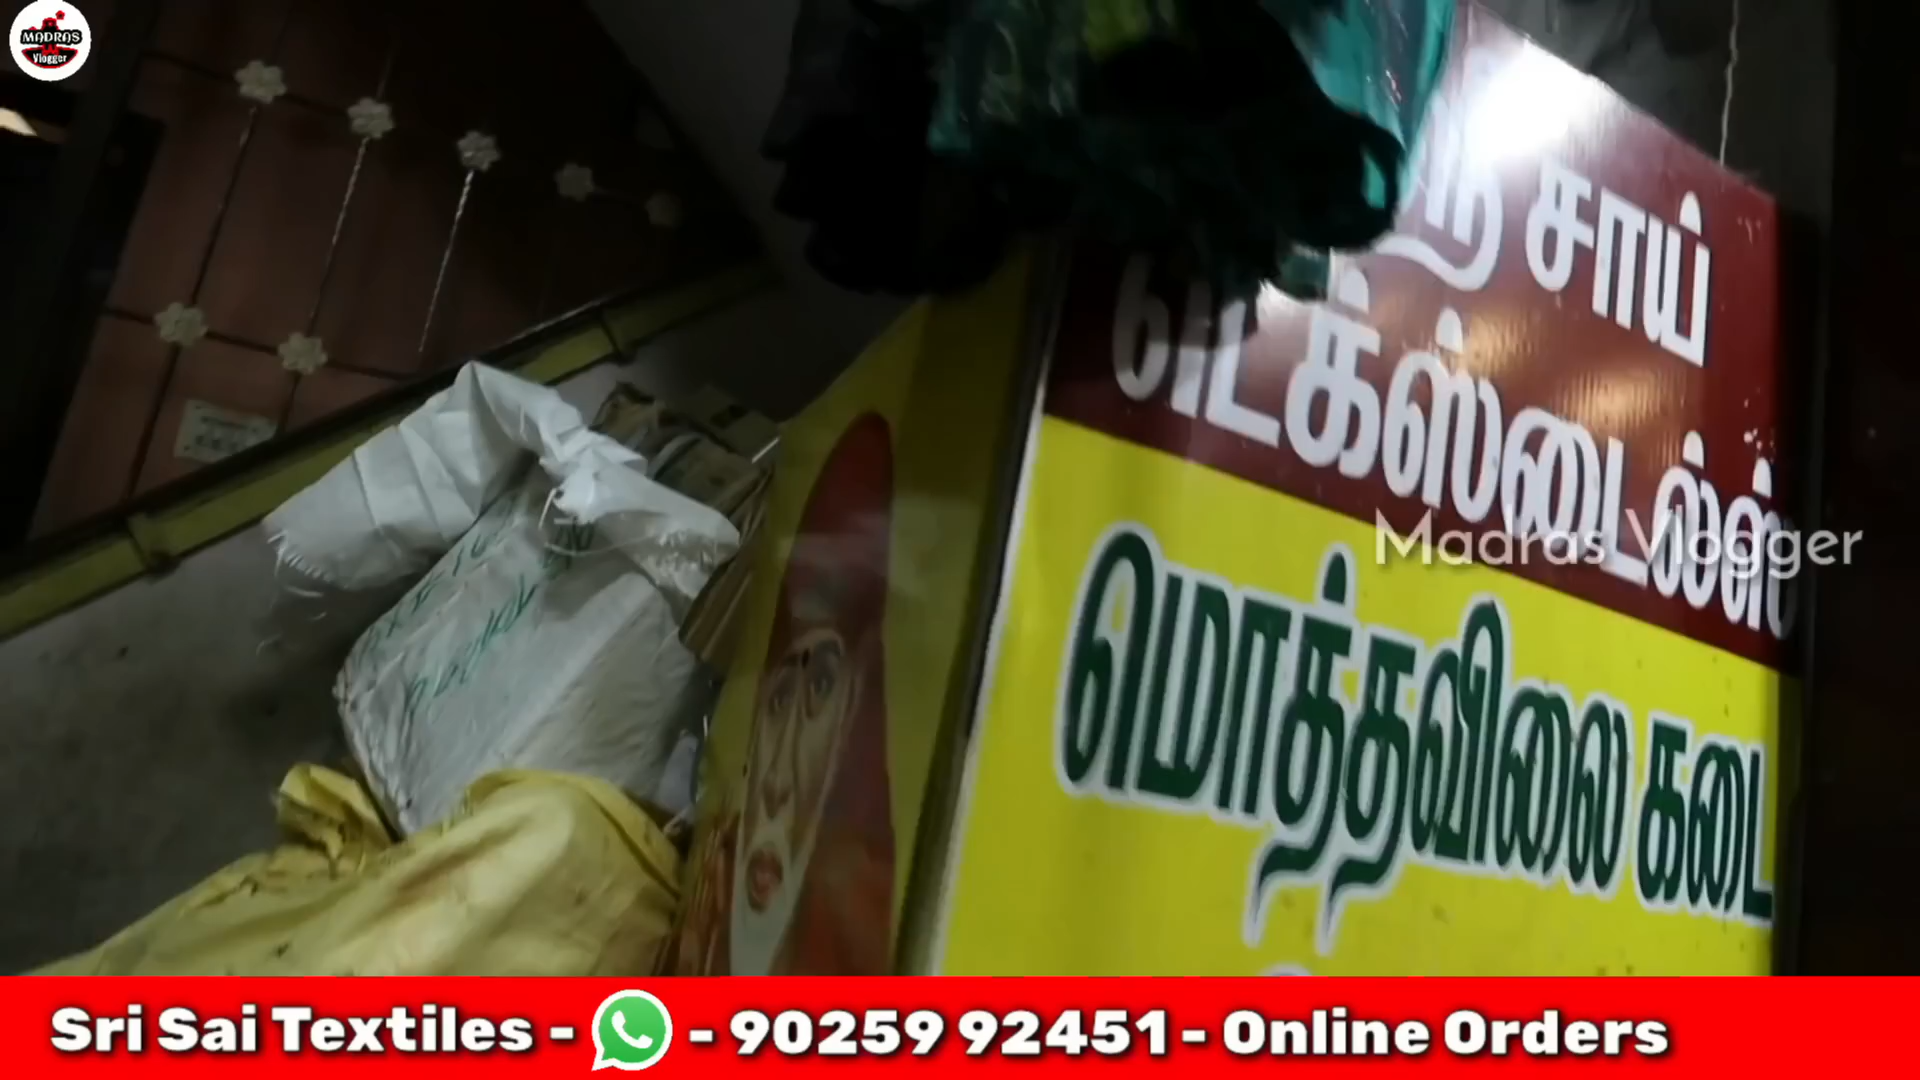 MADRAS
Vlogger
ஸ்ரீ சாய்
டெக்ஸ்டைல்ஸ்
Madras Vlogger
மொத்தவிலை கடை
Sri Sai Textiles - - 90259 92451 - Online Orders